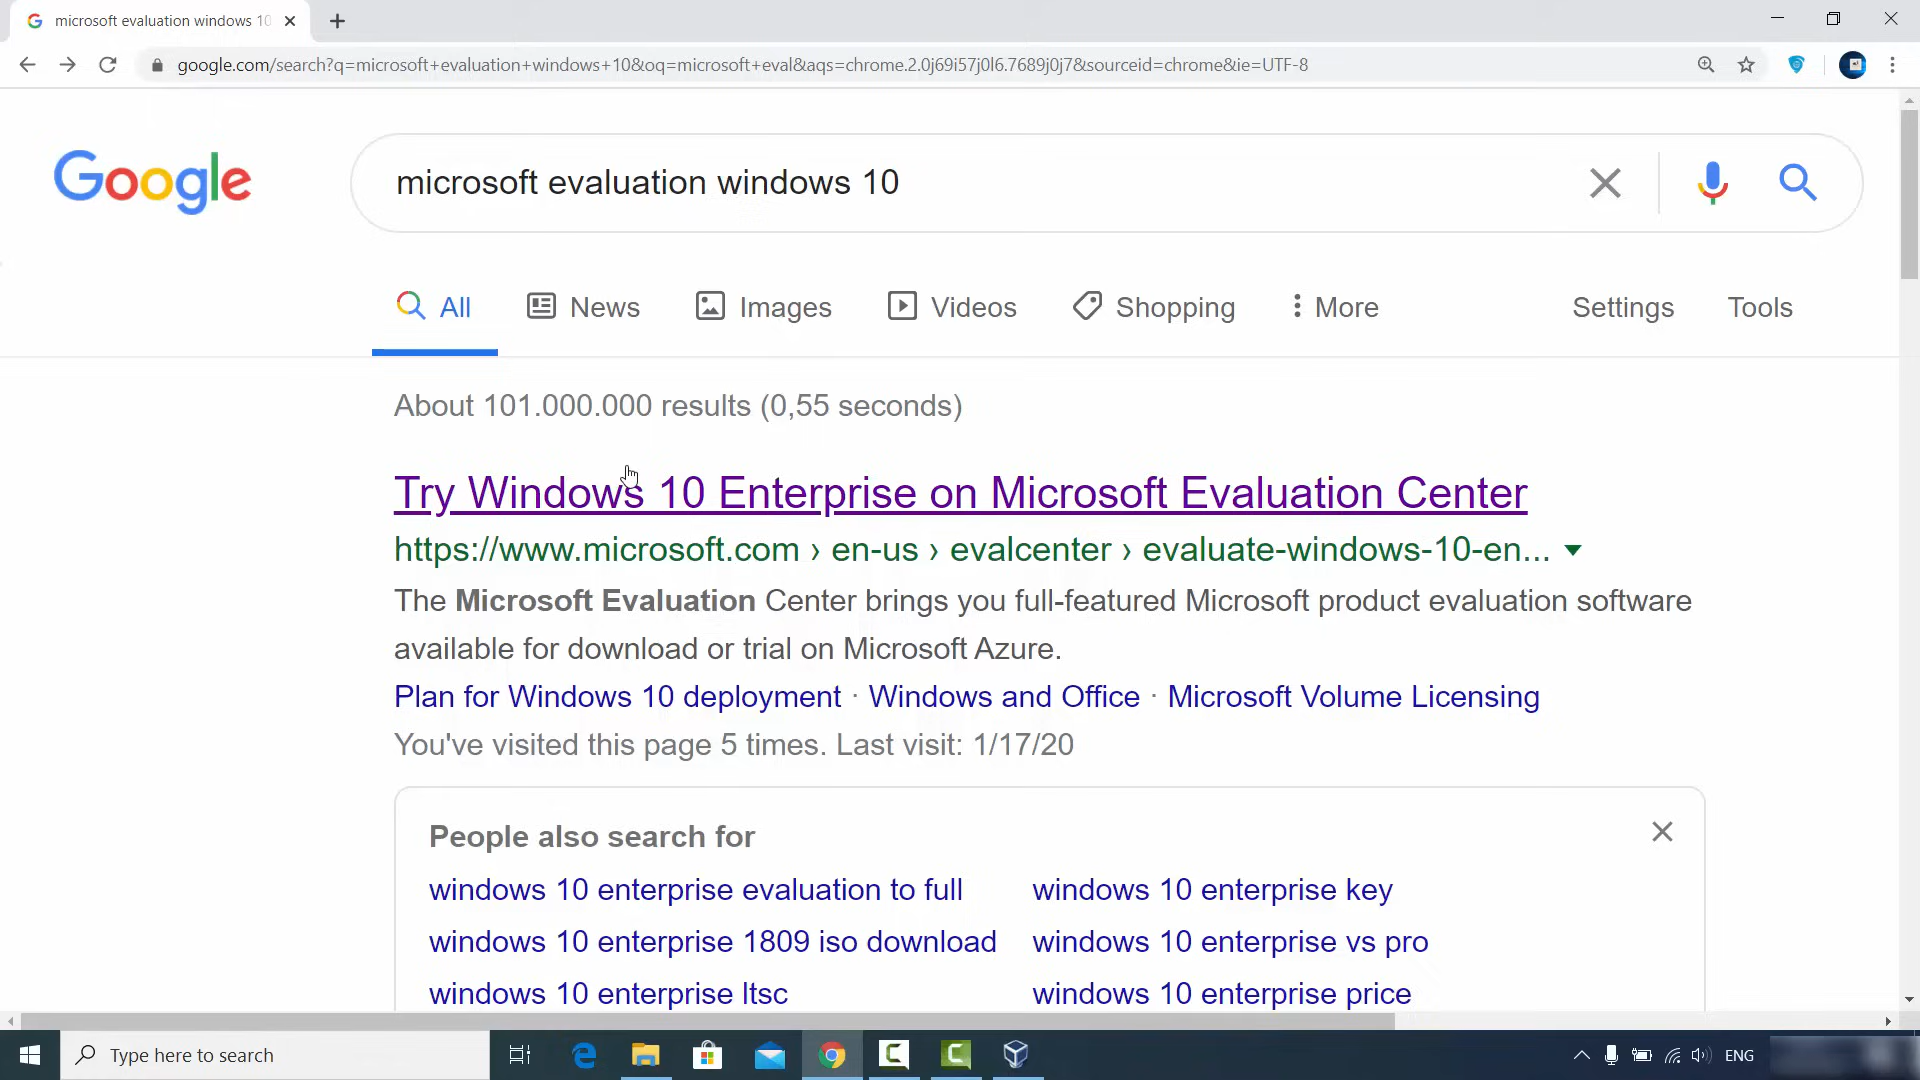 microsoft evaluation windows 10
google.com/search?q=microsoft+evaluation+windows+10&oq=microsoft+eval&aqs=chrome.2.0j69i57j0l6.7689j0j7&sourceid=chrome&ie=UTF-8
Google
microsoft evaluation windows 10
All News Images Videos Shopping More Settings Tools
About 101.000.000 results (0,55 seconds)
Try Windows 10 Enterprise on Microsoft Evaluation Center
https://www.microsoft.com › en-us › evalcenter › evaluate-windows-10-en...
The Microsoft Evaluation Center brings you full-featured Microsoft product evaluation software
available for download or trial on Microsoft Azure.
Plan for Windows 10 deployment · Windows and Office · Microsoft Volume Licensing
You've visited this page 5 times. Last visit: 1/17/20
People also search for
windows 10 enterprise evaluation to full windows 10 enterprise key
windows 10 enterprise 1809 iso download windows 10 enterprise vs pro
windows 10 enterprise ltsc windows 10 enterprise price
Type here to search ENG